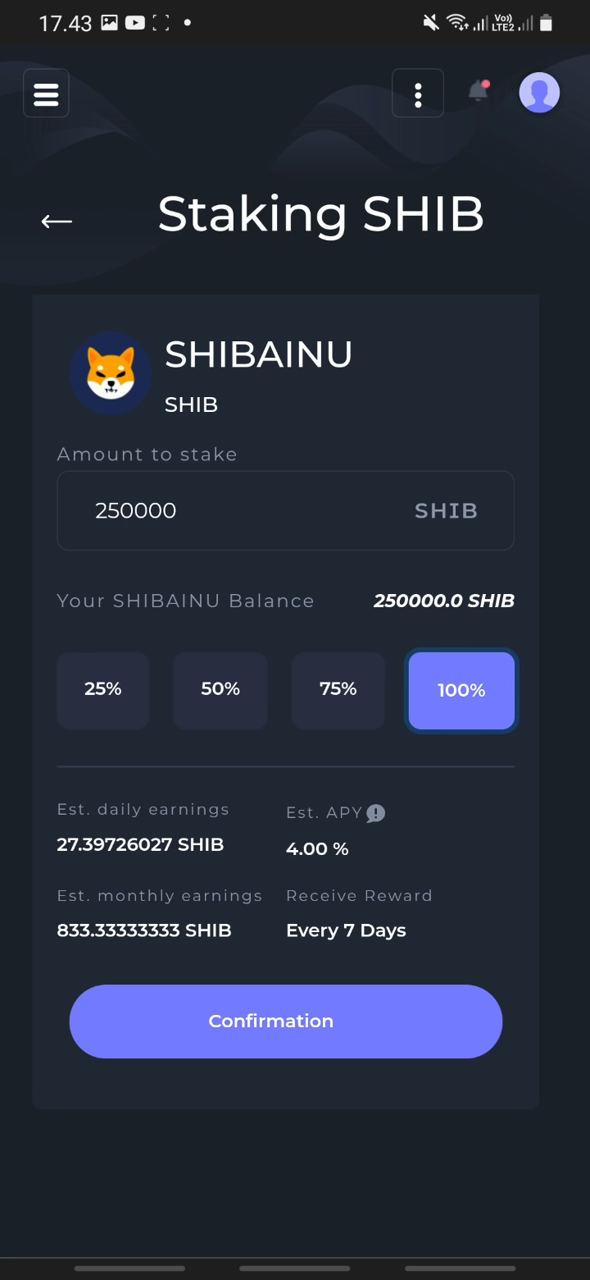 17.43
Vo))
LTE2
Staking SHIB
SHIBAINU
SHIB
Amount to stake
250000 SHIB
Your SHIBAINU Balance 250000.0 SHIB
25% 50% 75% 100%
Est. daily earnings
27.39726027 SHIB
Est. APY
4.00 %
Est. monthly earnings
833.33333333 SHIB
Receive Reward
Every 7 Days
Confirmation